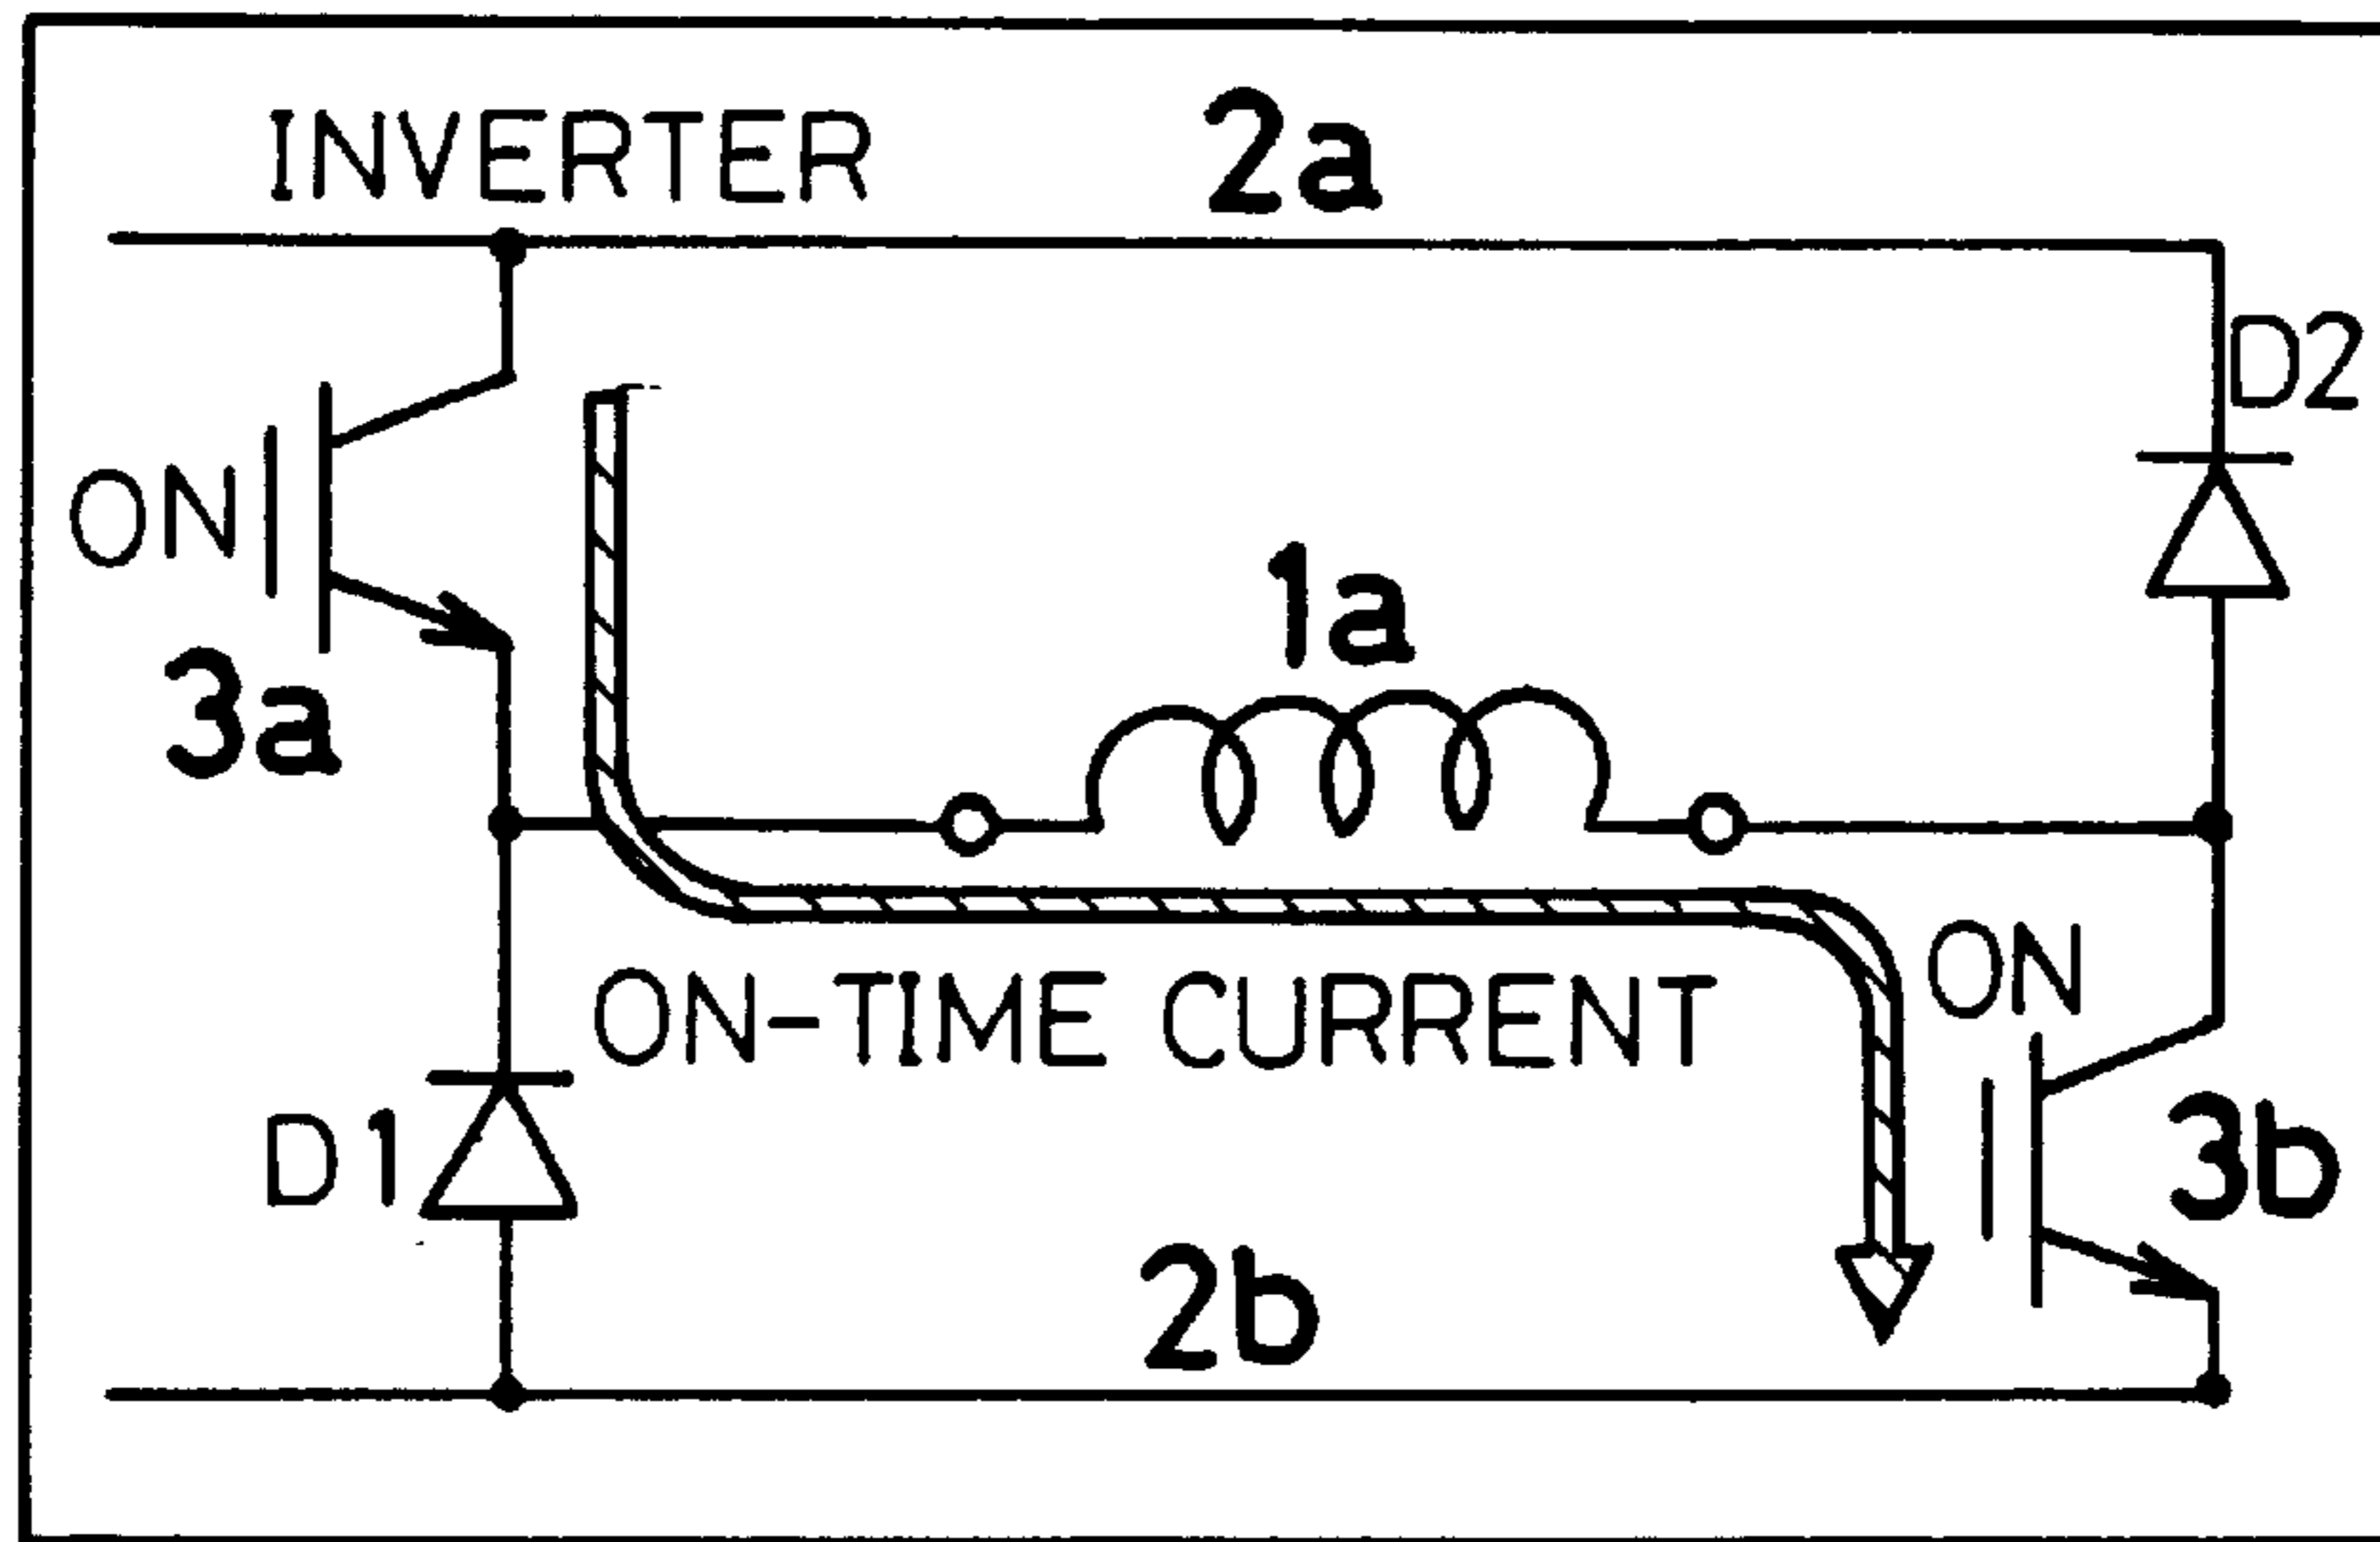 INVERTER 2a
D2
ON
1a
3a
ON
ON-TIME CURRENT
D1
3b
2b